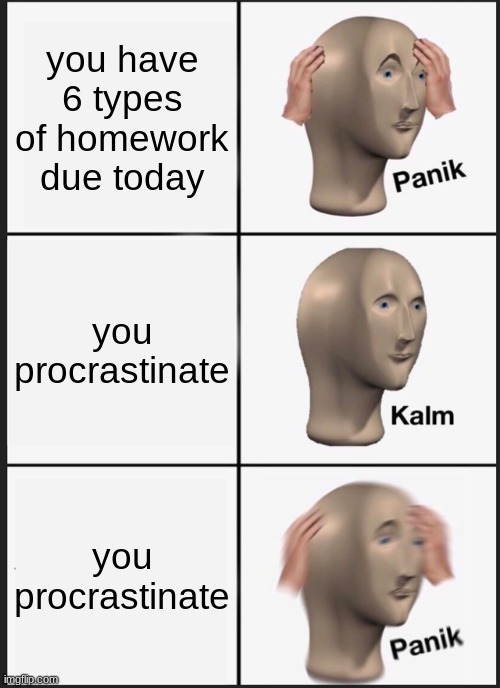 you have
6 types
of homework
due today
Panik
you
procrastinate
Kalm
you
procrastinate
Panik
imgflip.com